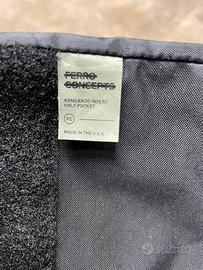 FERRO
CONCEPTS
KANGAROO INSERT
HALF POCKET
FC
MADE IN THE U.S.A
subito